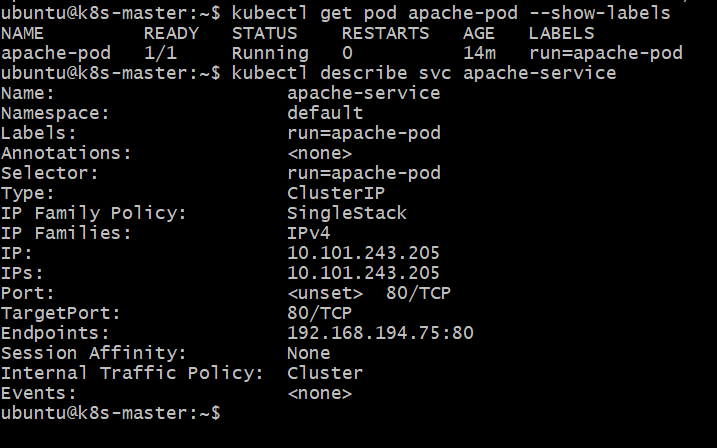 ubuntu@k8s-master:~$ kubectl get pod apache-pod --show-labels
NAME         READY   STATUS    RESTARTS   AGE   LABELS
apache-pod   1/1     Running   0          14m   run=apache-pod
ubuntu@k8s-master:~$ kubectl describe svc apache-service
Name:                     apache-service
Namespace:                default
Labels:                   run=apache-pod
Annotations:              <none>
Selector:                 run=apache-pod
Type:                     ClusterIP
IP Family Policy:         SingleStack
IP Families:              IPv4
IP:                       10.101.243.205
IPs:                      10.101.243.205
Port:                     <unset>  80/TCP
TargetPort:               80/TCP
Endpoints:                192.168.194.75:80
Session Affinity:         None
Internal Traffic Policy:  Cluster
Events:                   <none>
ubuntu@k8s-master:~$